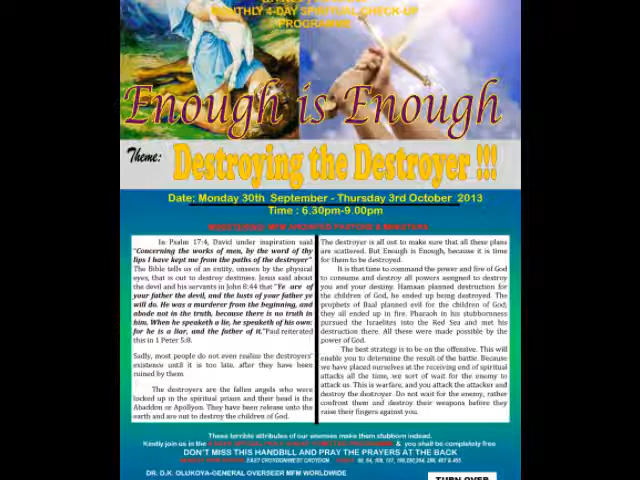 MONTHLY 4-DAY SPIRITUAL CHECK-UP
PROGRAMME
Enough is Enough
Theme: Destroying the Destroyer !!!
Date: Monday 30th September - Thursday 3rd October 2013
Time : 6.30pm-9.00pm
MINISTERING: MFM ANOINTED PASTORS & MINISTERS
In Psalm 17:4, David under inspiration said
"Concerning the works of men, by the word of thy
lips I have kept me from the paths of the destroyer"
The Bible tells us of an entity, unseen by the physical
eyes, that is out to destroy destinies. Jesus said about
the devil and his servants in John 8:44 that "Ye are of
your father the devil, and the lusts of your father ye
will do. He was a murderer from the beginning, and
abode not in the truth, because there is no truth in
him. When he speaketh a lie, he speaketh of his own:
for he is a liar, and the father of it." Paul reiterated
this in 1 Peter 5:8.
Sadly, most people do not even realise the destroyers'
existence until it is too late, after they have been
ruined by them
The destroyers are the fallen angels who were
locked up in the spiritual prison and their head is the
Abaddon or Apollyon. They have been release unto the
earth and are out to destroy the children of God.
The destroyer is all out to make sure that all these plans
are scattered. But Enough is Enough, because it is time
for them to be destroyed.
It is that time to command the power and fire of God
to consume and destroy all powers assigned to destroy
you and your destiny. Hamaan planned destruction for
the children of God, he ended up being destroyed. The
prophets of Baal planned evil for the children of God;
they all ended up in fire. Pharaoh in his stubbornness
pursued the Israelites into the Red Sea and met his
destruction there. All these were made possible by the
power of God.
The best strategy is to be on the offensive. This will
enable you to determine the result of the battle. Because
we have placed ourselves at the receiving end of spiritual
attacks all the time, we sort of wait for the enemy to
attack us. This is warfare, and you attack the attacker and
destroy the destroyer. Do not wait for the enemy, rather
confront them and destroy their weapons before they
raise their fingers against you.
These terrible attributes of our enemies make them stubborn indeed.
Kindly join us in the & you shall be completely free
DON'T MISS THIS HANDBILL AND PRAY THE PRAYERS AT THE BACK
DR. D.K. OLUKOYA-GENERAL OVERSEER MFM WORLDWIDE
TURN OVER